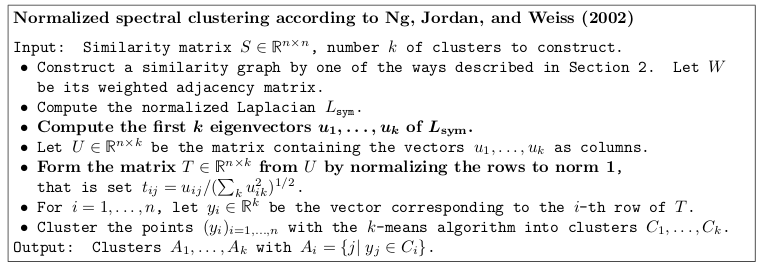 Normalized spectral clustering according to Ng, Jordan, and Weiss (2002)
Input: Similarity matrix $S \in \mathbb{R}^{n \times n}$, number $k$ of clusters to construct.
• Construct a similarity graph by one of the ways described in Section 2. Let $W$
be its weighted adjacency matrix.
• Compute the normalized Laplacian $L_{\text{sym}}$.
• Compute the first $k$ eigenvectors $u_1, \ldots, u_k$ of $L_{\text{sym}}$.
• Let $U \in \mathbb{R}^{n \times k}$ be the matrix containing the vectors $u_1, \ldots, u_k$ as columns.
• Form the matrix $T \in \mathbb{R}^{n \times k}$ from $U$ by normalizing the rows to norm 1,
that is set $t_{ij} = u_{ij}/(\sum_k u_{ik}^2)^{1/2}$.
• For $i = 1, \ldots, n$, let $y_i \in \mathbb{R}^k$ be the vector corresponding to the $i$-th row of $T$.
• Cluster the points $(y_i)_{i=1,\ldots,n}$ with the $k$-means algorithm into clusters $C_1, \ldots, C_k$.
Output: Clusters $A_1, \ldots, A_k$ with $A_i = \{j | y_j \in C_i\}$.